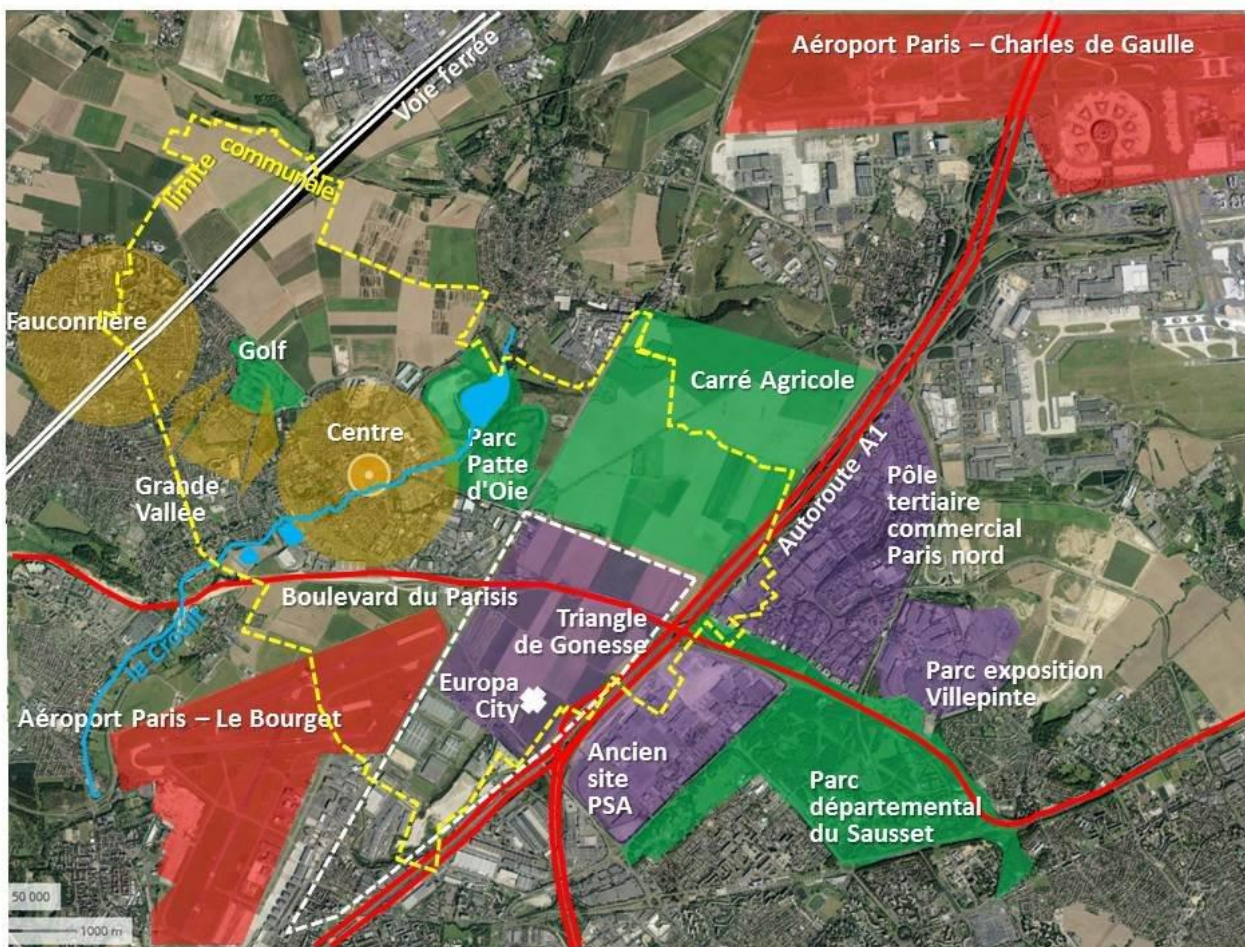 Aéroport Paris – Charles de Gaulle
Voie ferrée
limite
communale
Fauconnière
Golf
Carré Agricole
Centre
Parc
Patte
d'Oie
Grande
Vallée
Autoroute A1
Pôle
tertiaire
commercial
Paris nord
Boulevard du Parisis
Triangle
de Gonesse
la Croult
Parc exposition
Villepinte
Europa
City
Aéroport Paris – Le Bourget
Ancien
site
PSA
Parc
départemental
du Sausset
50 000
1000 m